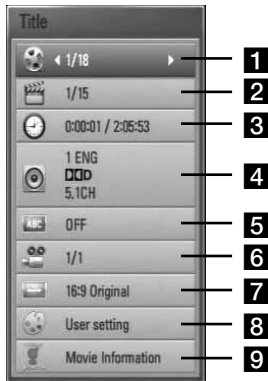 Title
1/18 1
1/15 2
0:00:01 / 2:05:53 3
1 ENG
D 4
5.1CH
ABC OFF 5
1/1 6
16:9 Original 7
User setting 8
Movie Information 9